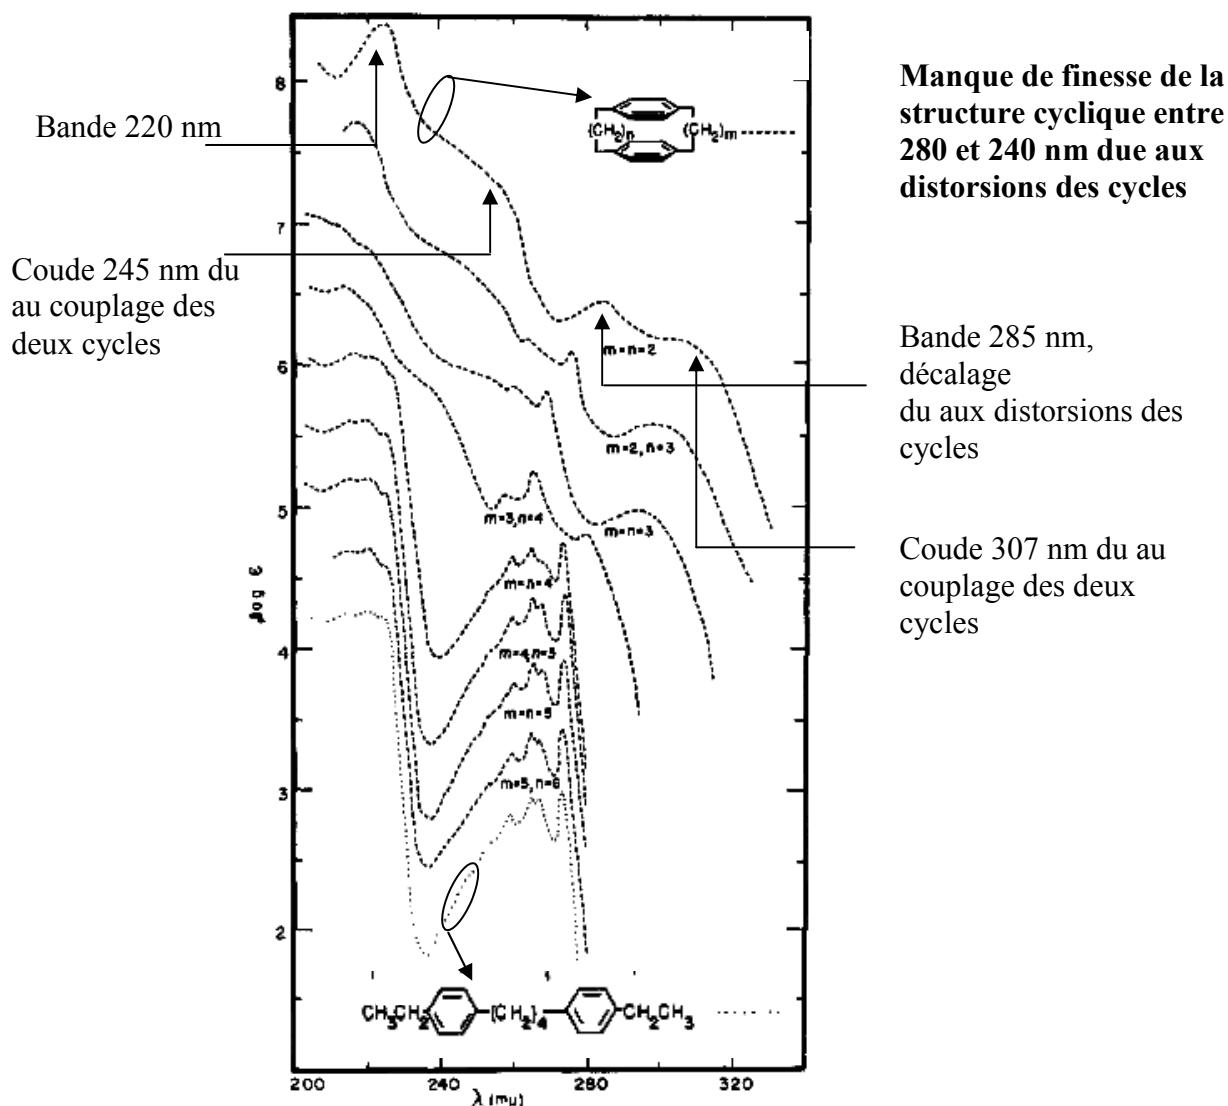 Manque de finesse de la
structure cyclique entre
280 et 240 nm due aux
distorsions des cycles
Bande 220 nm
Coude 245 nm du
au couplage des
deux cycles
Bande 285 nm,
décalage
du aux distorsions des
cycles
Coude 307 nm du au
couplage des deux
cycles
(CH2)n (CH2)m
m=n=2
m=2, n=3
m=n=3
m=3, n=4
m=n=4
m=4, n=5
m=n=5
m=5, n=6
CH3CH2 (CH2)4 CH2CH3
log ε
8
7
6
5
4
3
2
200 240 280 320
λ (mμ)